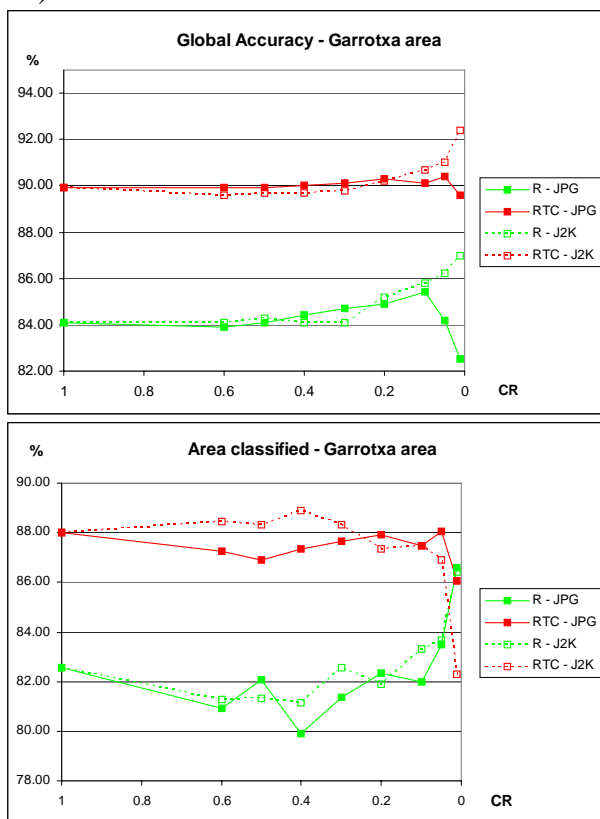 )
Global Accuracy - Garrotxa area
%
94.00
92.00
90.00
88.00
86.00
84.00
82.00
1 0.8 0.6 0.4 0.2 0 CR
R - JPG
RTC - JPG
R - J2K
RTC - J2K
Area classified - Garrotxa area
%
90.00
88.00
86.00
84.00
82.00
80.00
78.00
1 0.8 0.6 0.4 0.2 0 CR
R - JPG
RTC - JPG
R - J2K
RTC - J2K